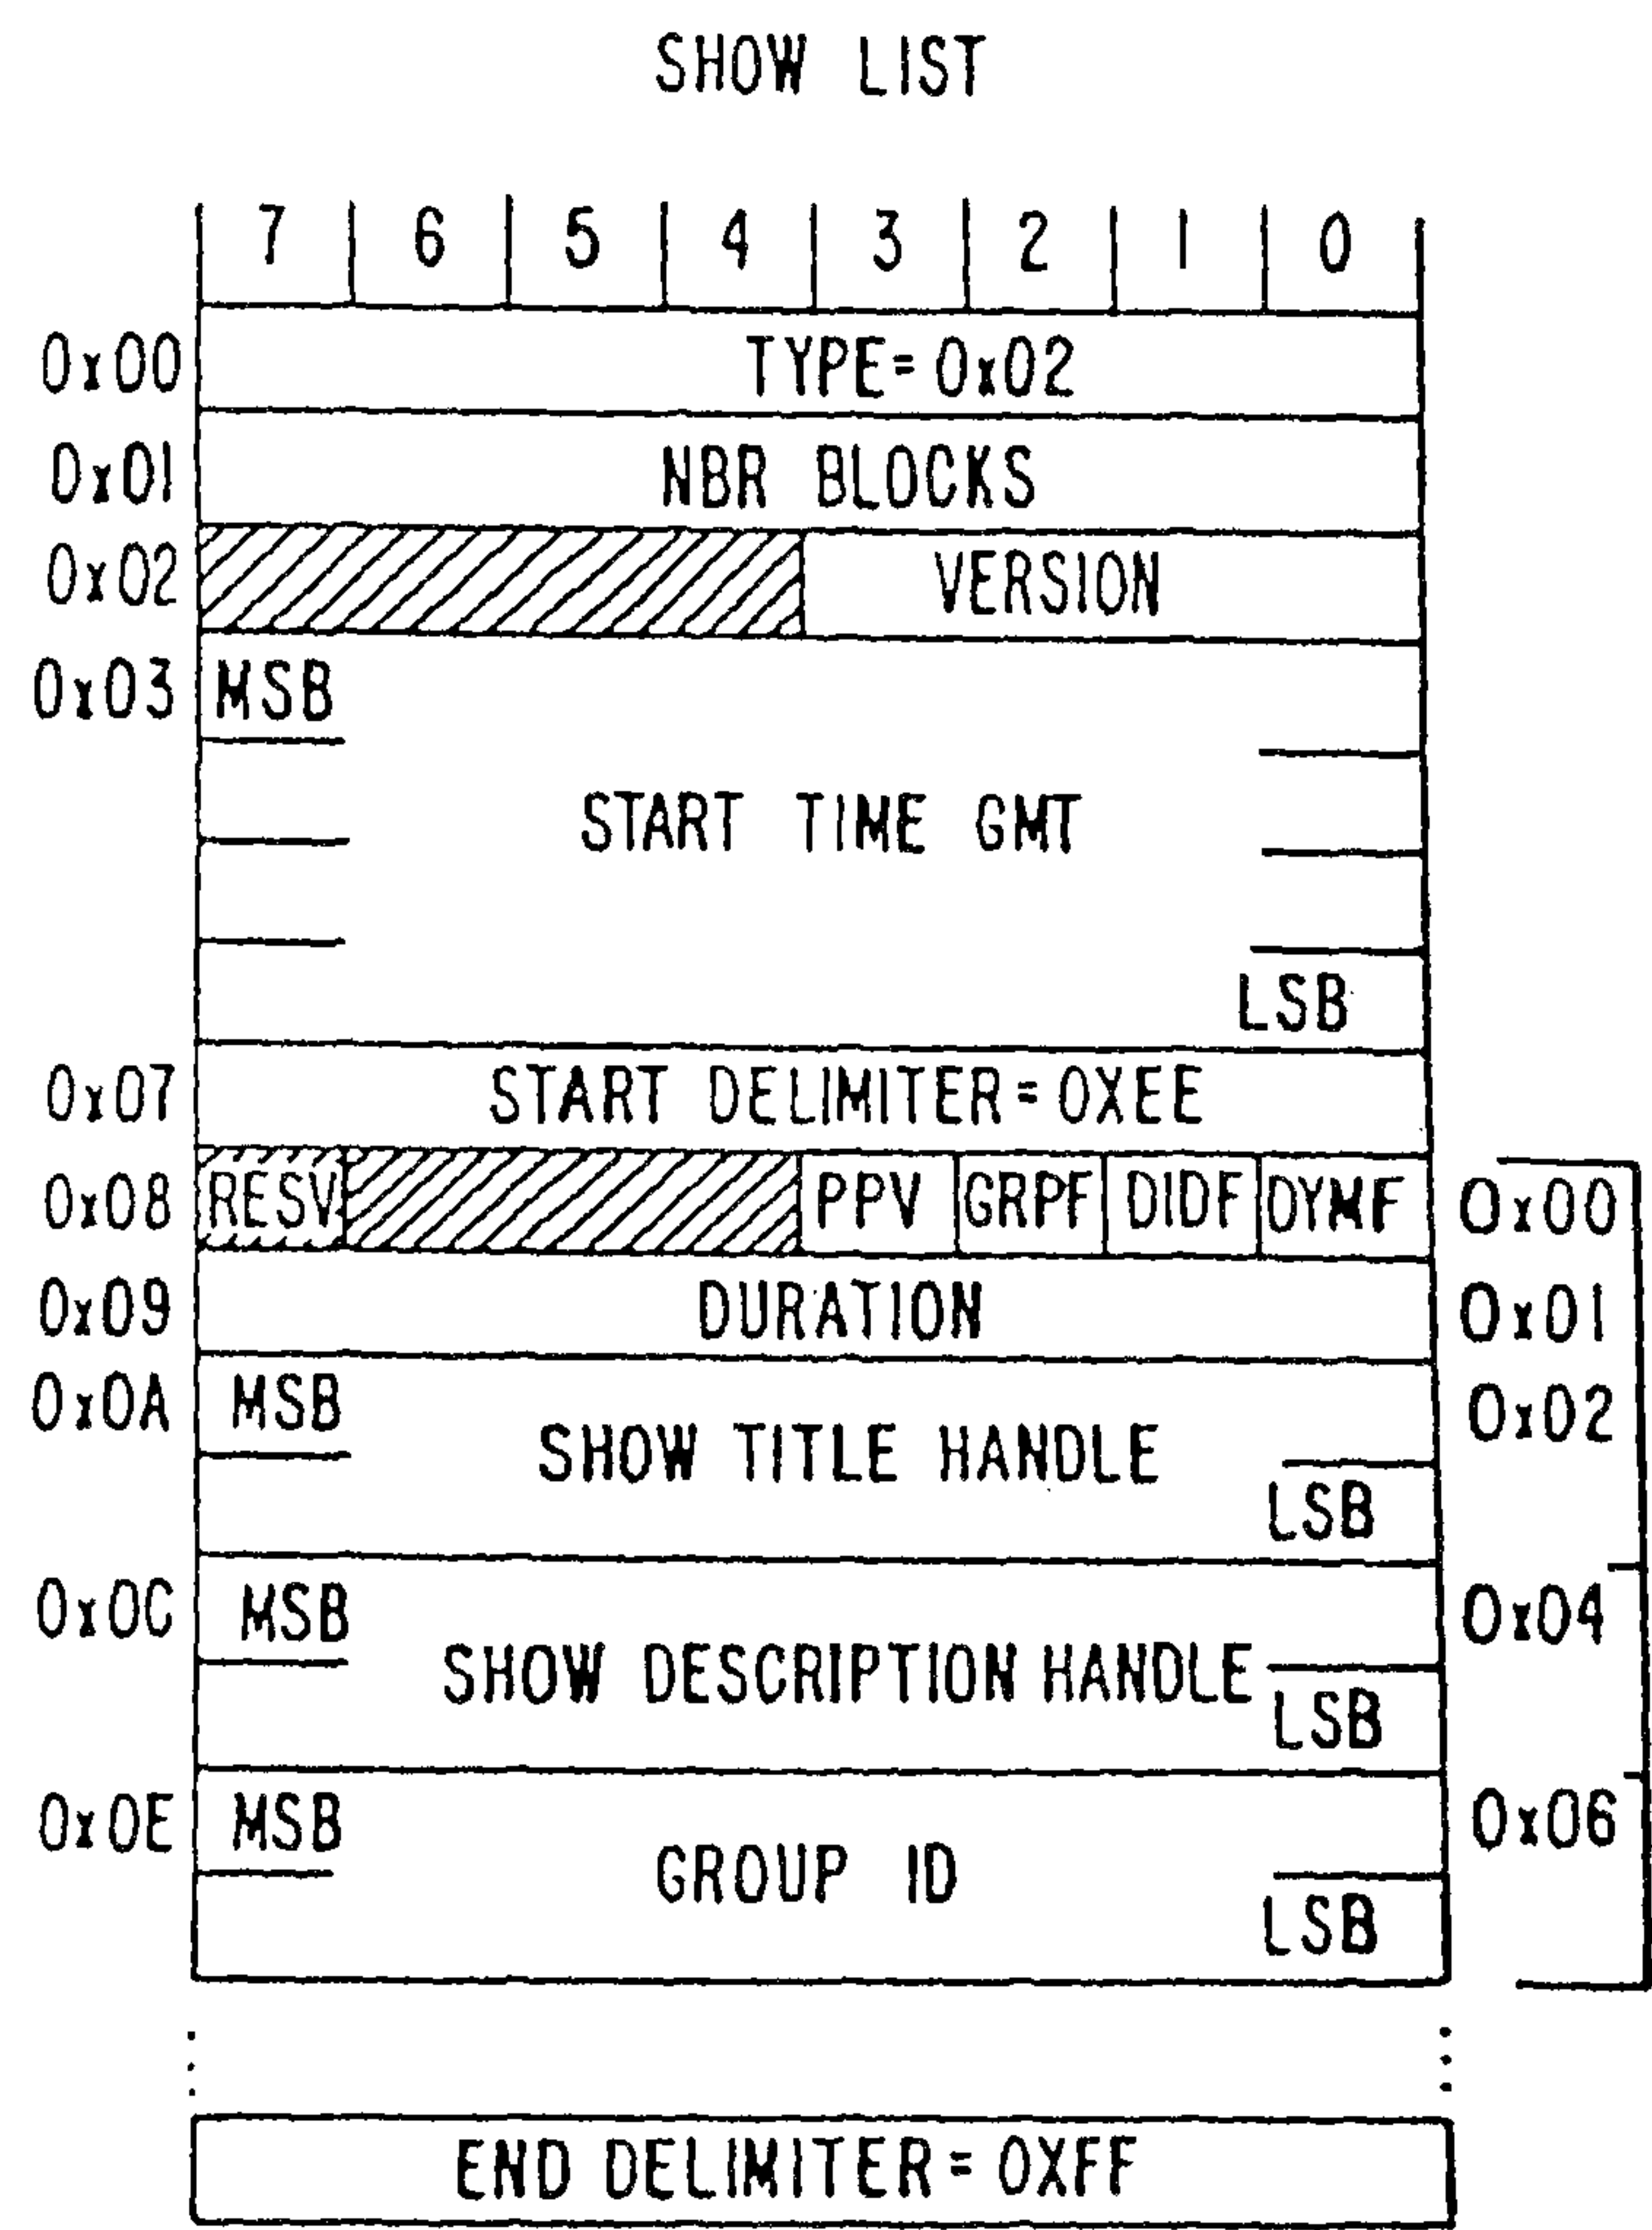 SHOW LIST
7 6 5 4 3 2 1 0
0x00 TYPE=0x02
0x01 NBR BLOCKS
0x02 VERSION
0x03 MSB
START TIME GMT
LSB
0x07 START DELIMITER=0XEE
0x08 RESV PPV GRPF DIDF DYMF 0x00
0x09 DURATION 0x01
0x0A MSB 0x02
SHOW TITLE HANDLE
LSB
0x0C MSB 0x04
SHOW DESCRIPTION HANDLE
LSB
0x0E MSB 0x06
GROUP ID
LSB
END DELIMITER=0XFF